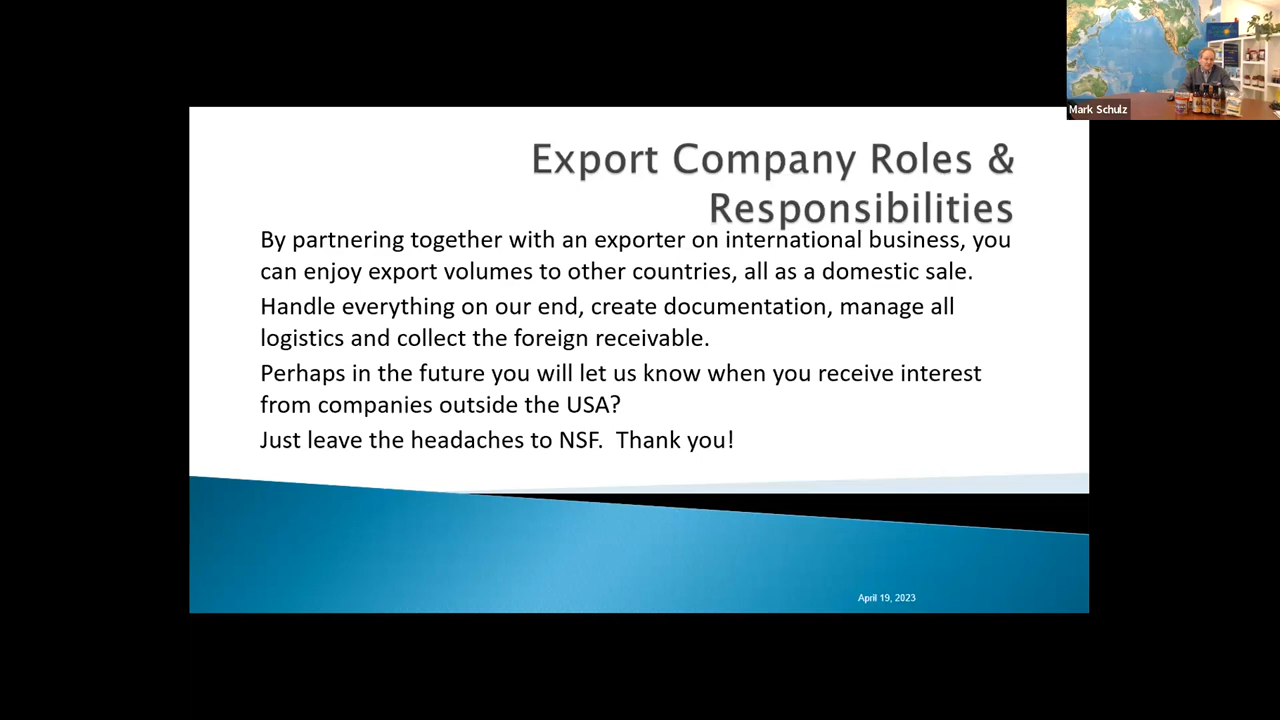 Mark Schulz
Export Company Roles &
Responsibilities
By partnering together with an exporter on international business, you
can enjoy export volumes to other countries, all as a domestic sale.
Handle everything on our end, create documentation, manage all
logistics and collect the foreign receivable.
Perhaps in the future you will let us know when you receive interest
from companies outside the USA?
Just leave the headaches to NSF.  Thank you!
April 19, 2023